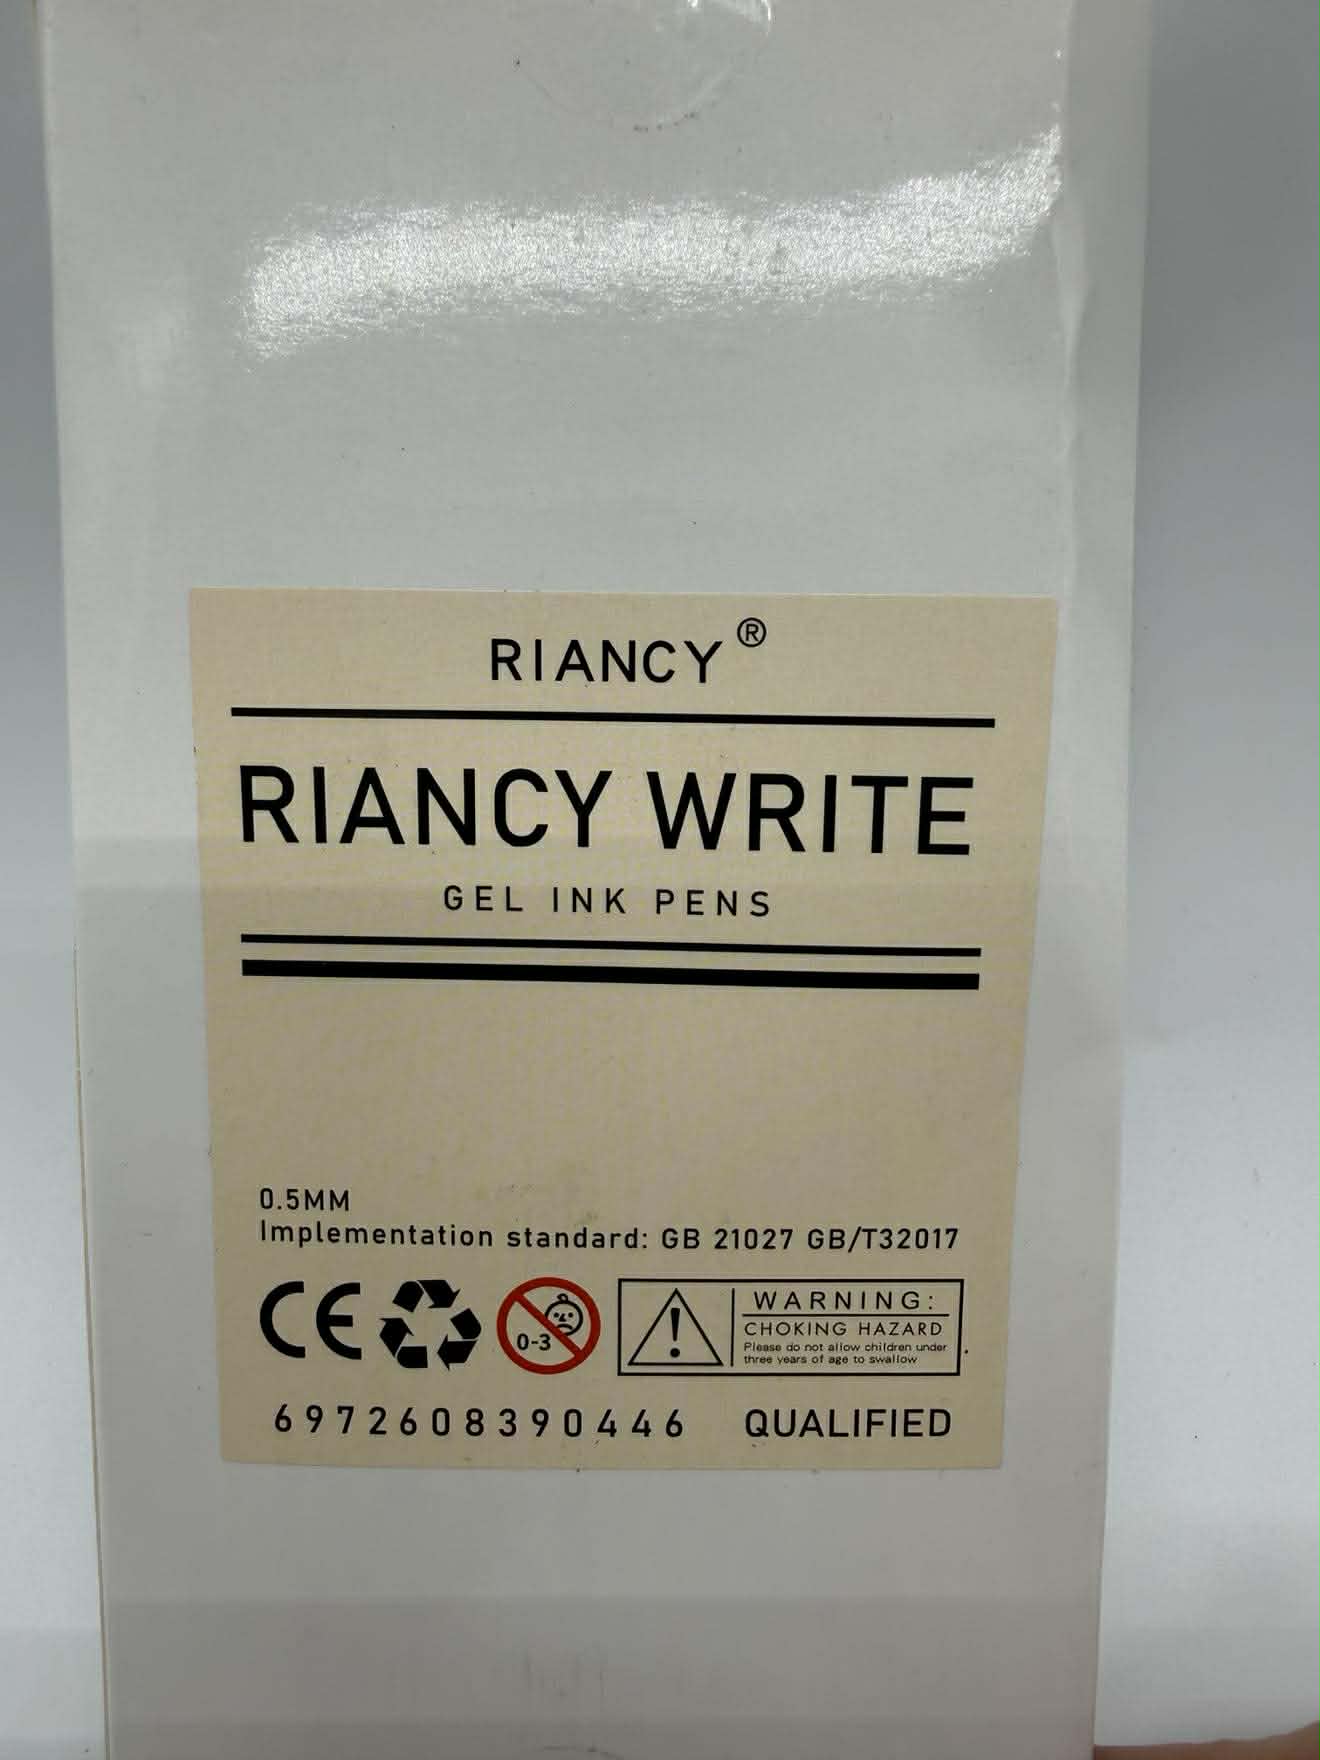 RIANCY®
RIANCY WRITE
GEL INK PENS
0.5MM
Implementation standard: GB 21027 GB/T32017
CE
0-3
WARNING:
CHOKING HAZARD
Please do not allow children under
three years of age to swallow
6972608390446 QUALIFIED